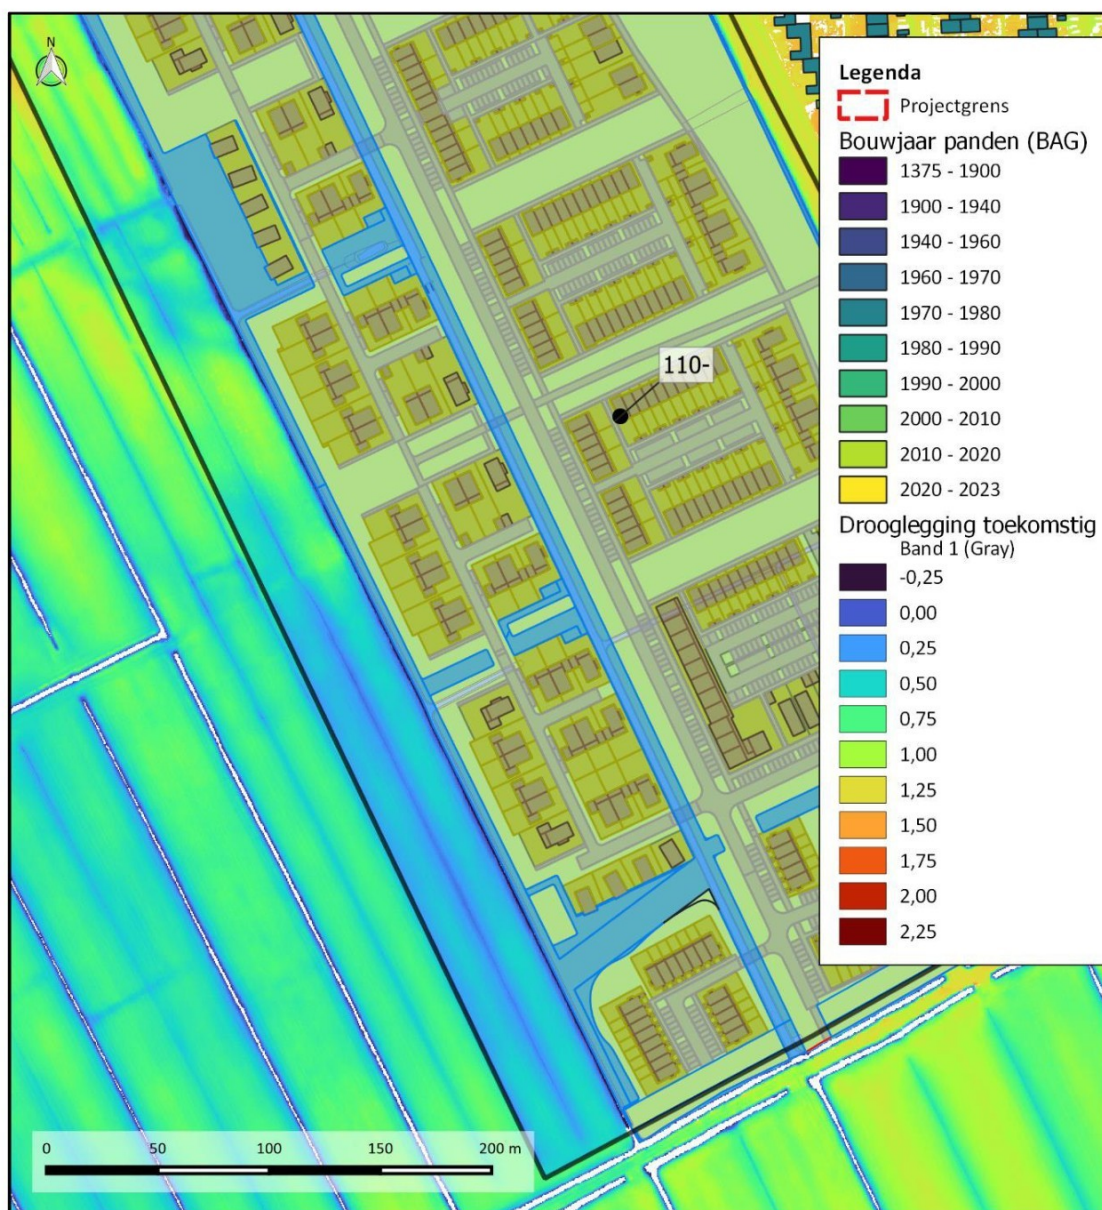 N
Legenda
Projectgrens
Bouwjaar panden (BAG)
1375 - 1900
1900 - 1940
1940 - 1960
1960 - 1970
1970 - 1980
1980 - 1990
1990 - 2000
2000 - 2010
2010 - 2020
2020 - 2023
Drooglegging toekomstig
Band 1 (Gray)
-0,25
0,00
0,25
0,50
0,75
1,00
1,25
1,50
1,75
2,00
2,25
110-
0 50 100 150 200 m